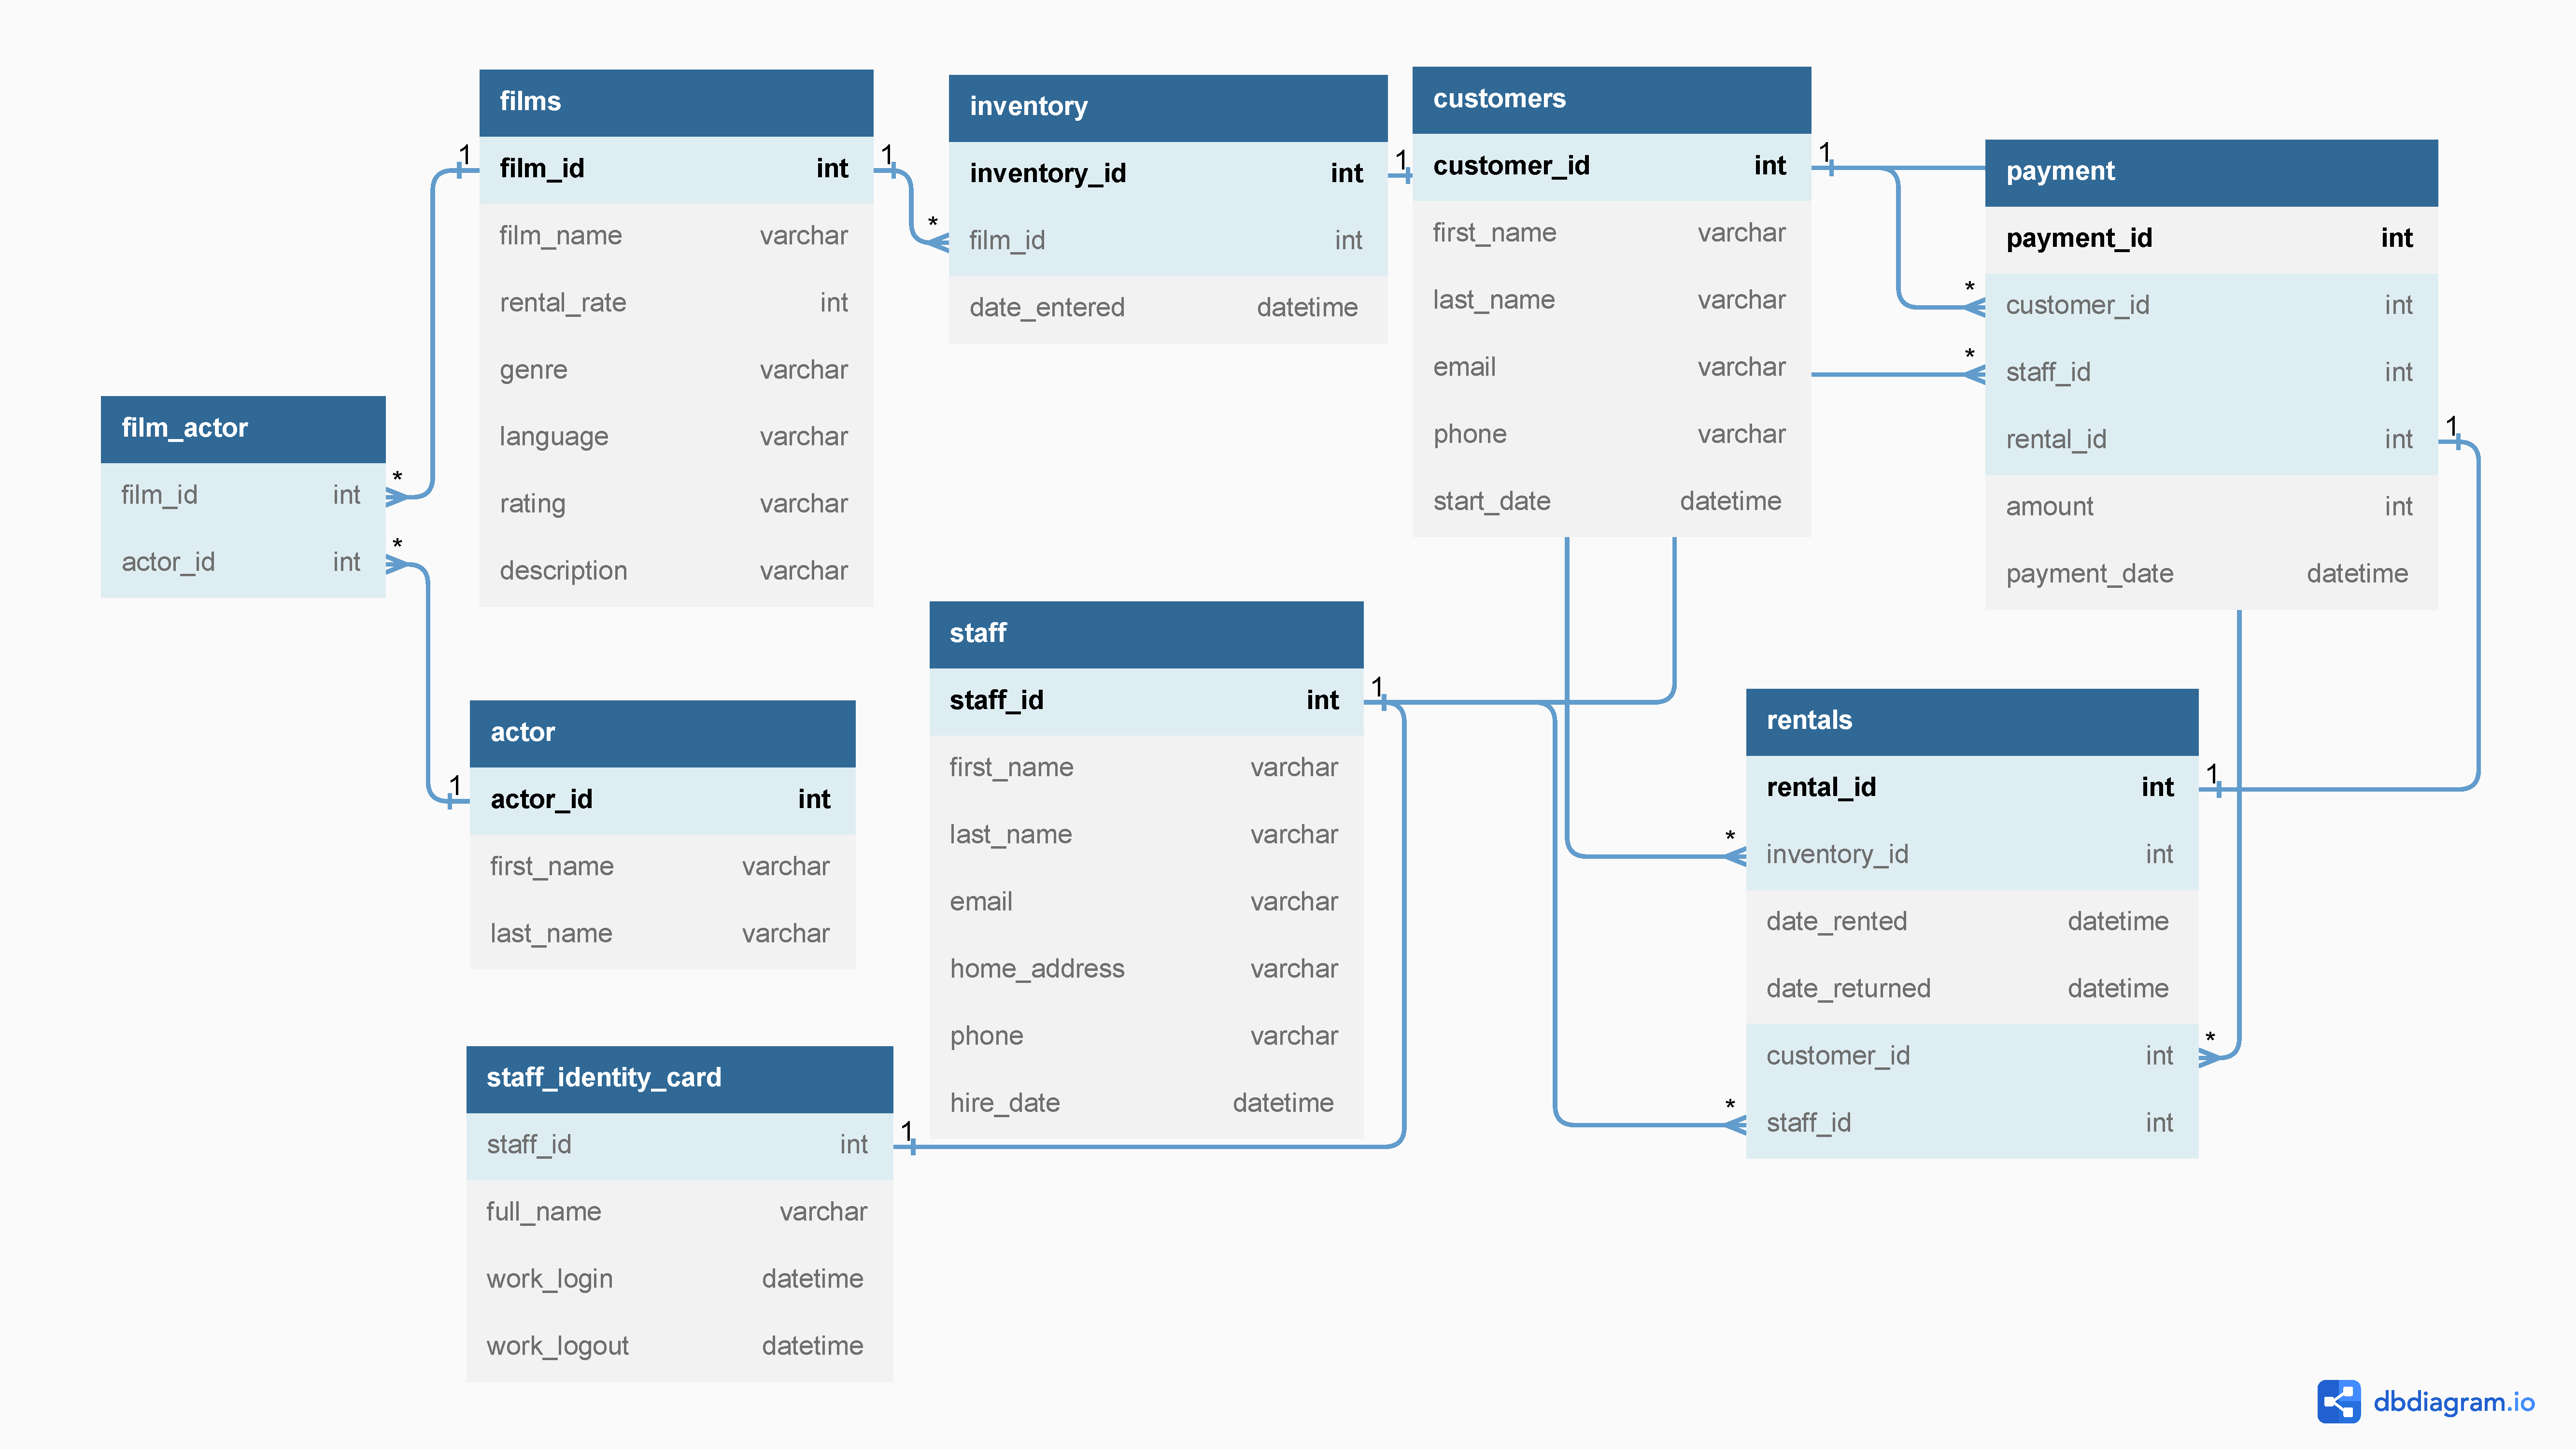 films
1
film_id int
1
film_name varchar
rental_rate int
genre varchar
language varchar
rating varchar
description varchar
inventory
inventory_id int
1
*
film_id int
date_entered datetime
customers
customer_id int
1
first_name varchar
last_name varchar
email varchar
phone varchar
start_date datetime
payment
payment_id int
*
customer_id int
*
staff_id int
rental_id int
1
amount int
payment_date datetime
film_actor
film_id int
*
actor_id int
*
staff
staff_id int
1
first_name varchar
last_name varchar
email varchar
home_address varchar
phone varchar
hire_date datetime
rentals
rental_id int
1
*
inventory_id int
date_rented datetime
date_returned datetime
customer_id int
*
*
staff_id int
actor
1
actor_id int
first_name varchar
last_name varchar
staff_identity_card
staff_id int
1
full_name varchar
work_login datetime
work_logout datetime
dbdiagram.io